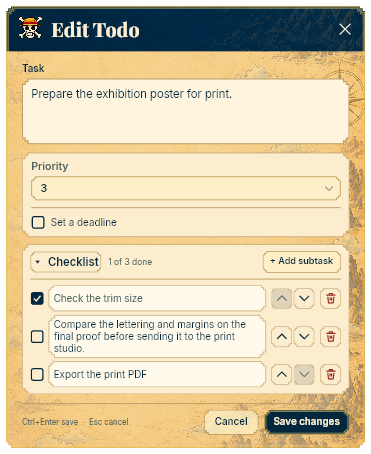 Edit Todo
Task
Prepare the exhibition poster for print.
Priority
3
Set a deadline
Checklist 1 of 3 done + Add subtask
Check the trim size
Compare the lettering and margins on the
final proof before sending it to the print
studio.
Export the print PDF
Ctrl+Enter save · Esc cancel Cancel Save changes